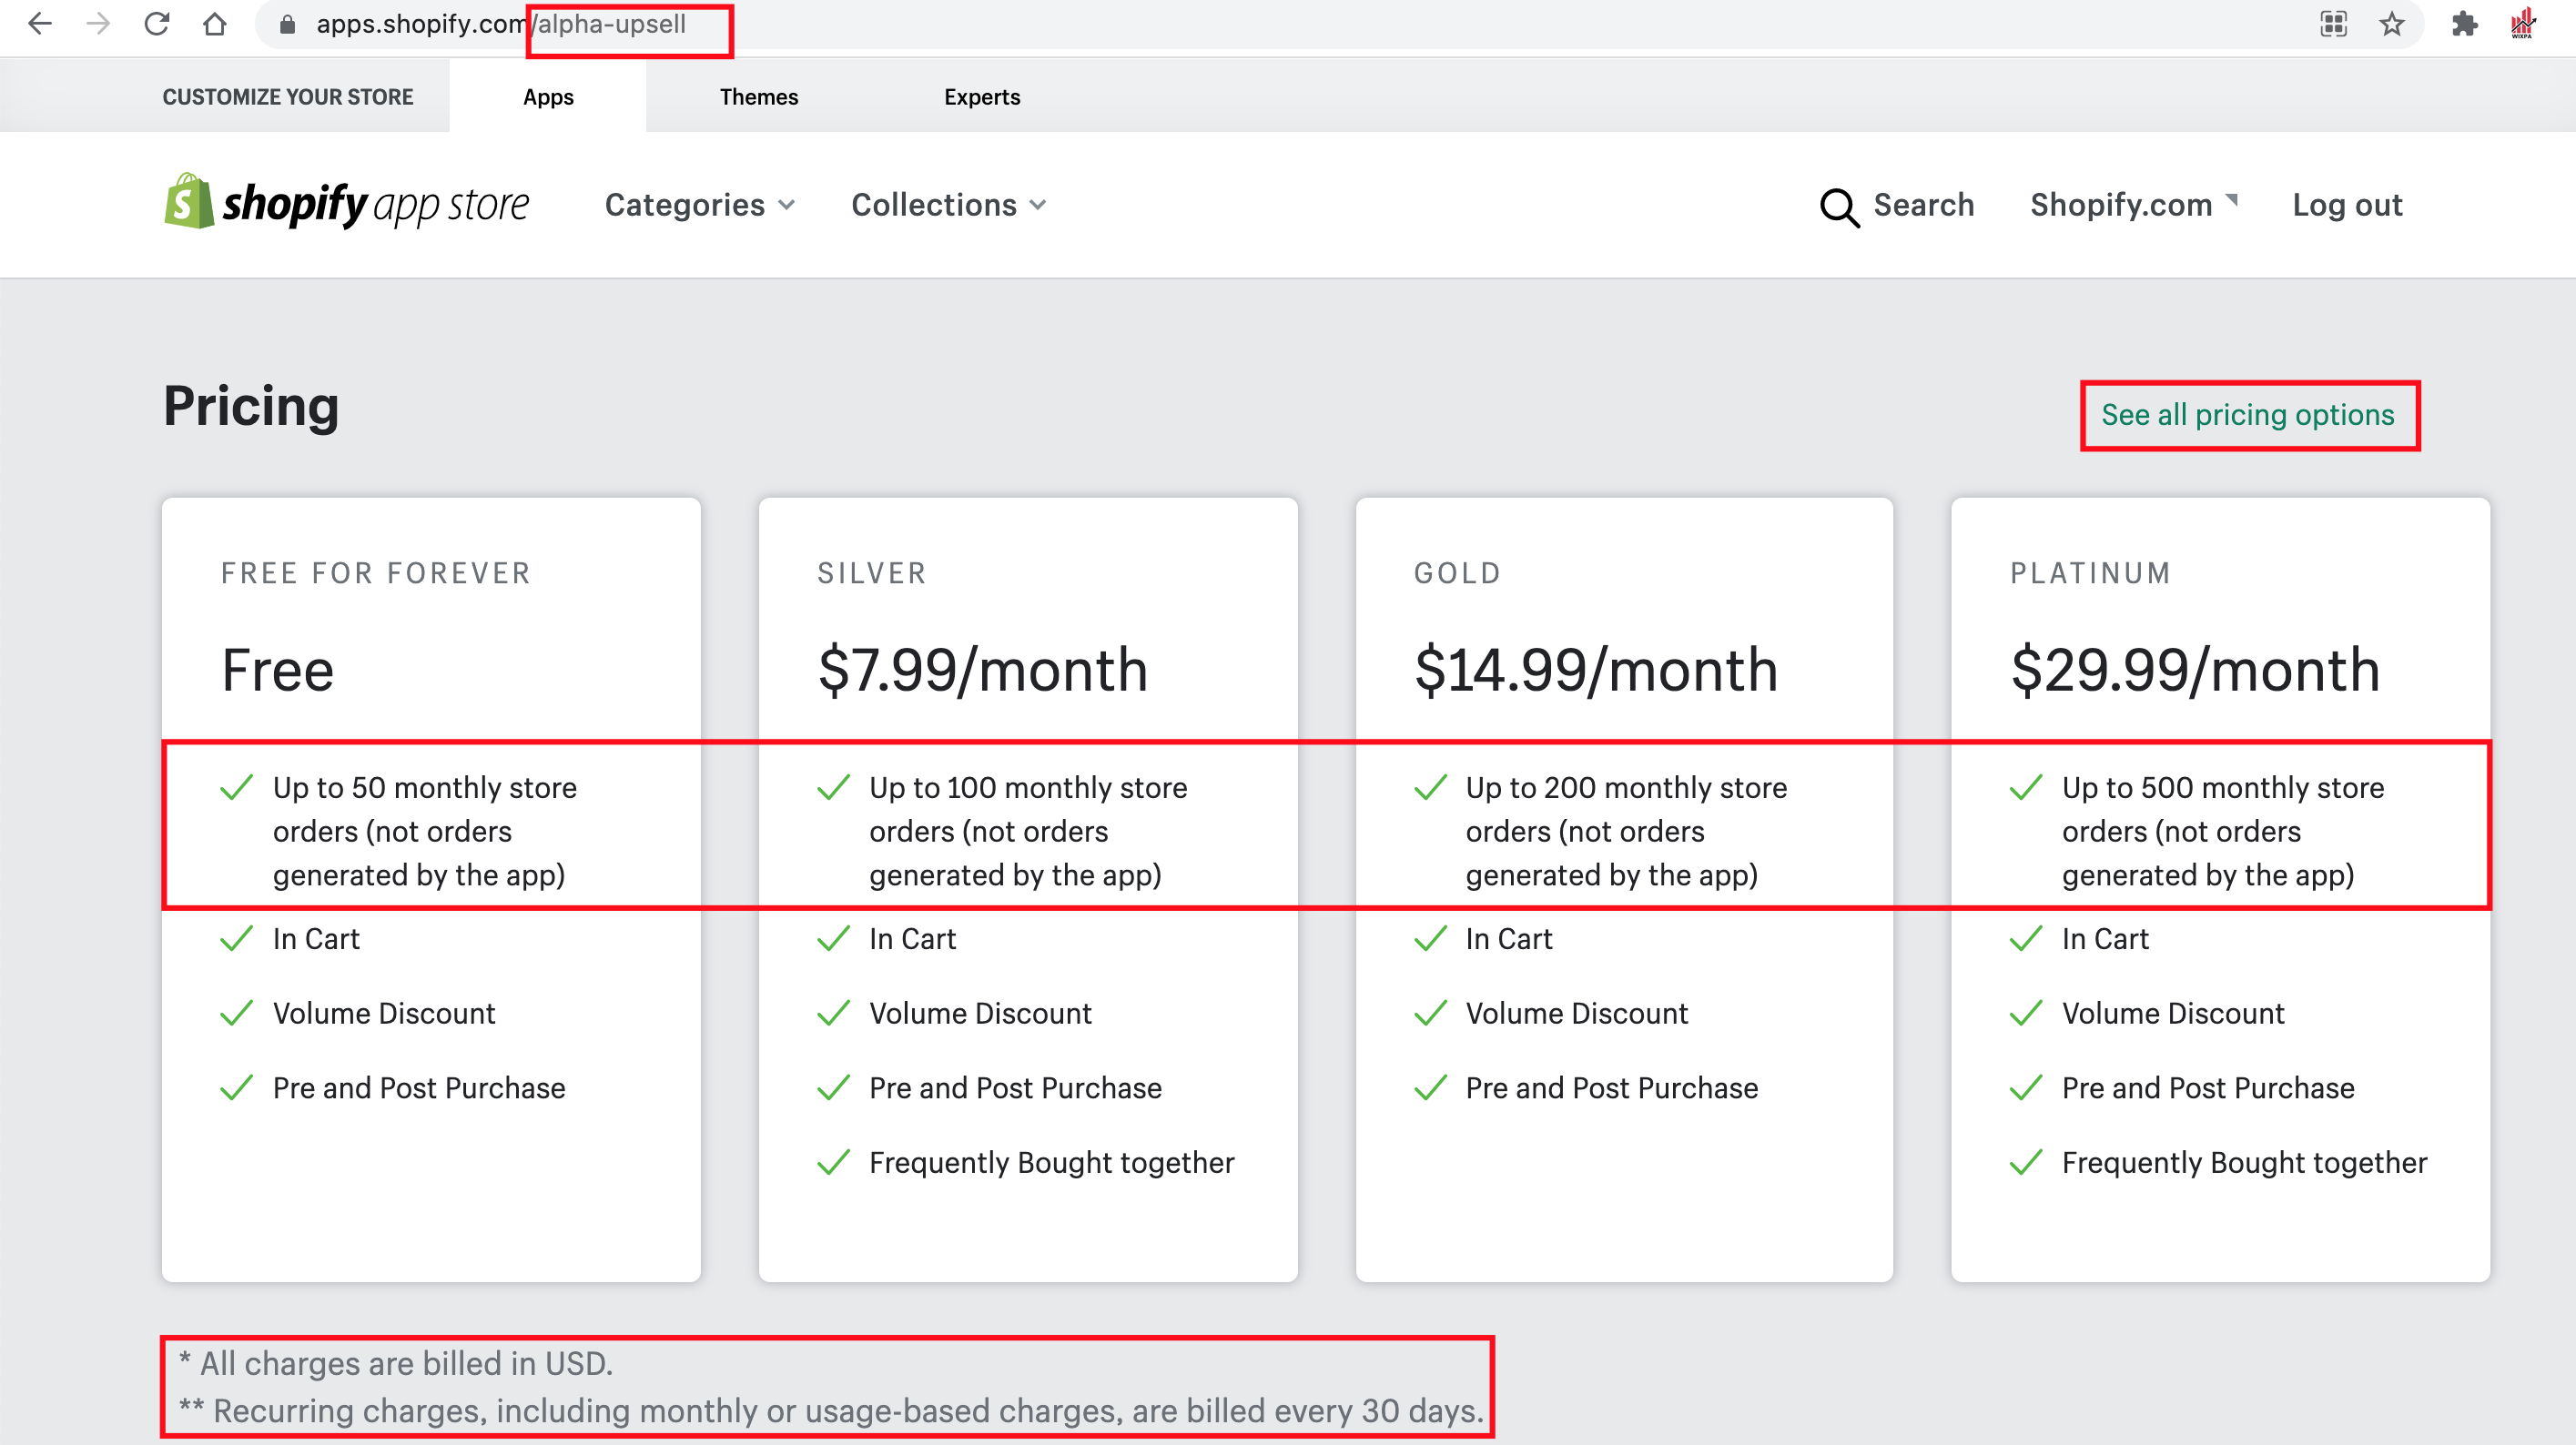 apps.shopify.com/alpha-upsell
WIXPA
CUSTOMIZE YOUR STORE Apps Themes Experts
shopify app store Categories Collections Search Shopify.com Log out
Pricing
See all pricing options
FREE FOR FOREVER
Free
Up to 50 monthly store
orders (not orders
generated by the app)
In Cart
Volume Discount
Pre and Post Purchase
SILVER
$7.99/month
Up to 100 monthly store
orders (not orders
generated by the app)
In Cart
Volume Discount
Pre and Post Purchase
Frequently Bought together
GOLD
$14.99/month
Up to 200 monthly store
orders (not orders
generated by the app)
In Cart
Volume Discount
Pre and Post Purchase
PLATINUM
$29.99/month
Up to 500 monthly store
orders (not orders
generated by the app)
In Cart
Volume Discount
Pre and Post Purchase
Frequently Bought together
* All charges are billed in USD.
** Recurring charges, including monthly or usage-based charges, are billed every 30 days.